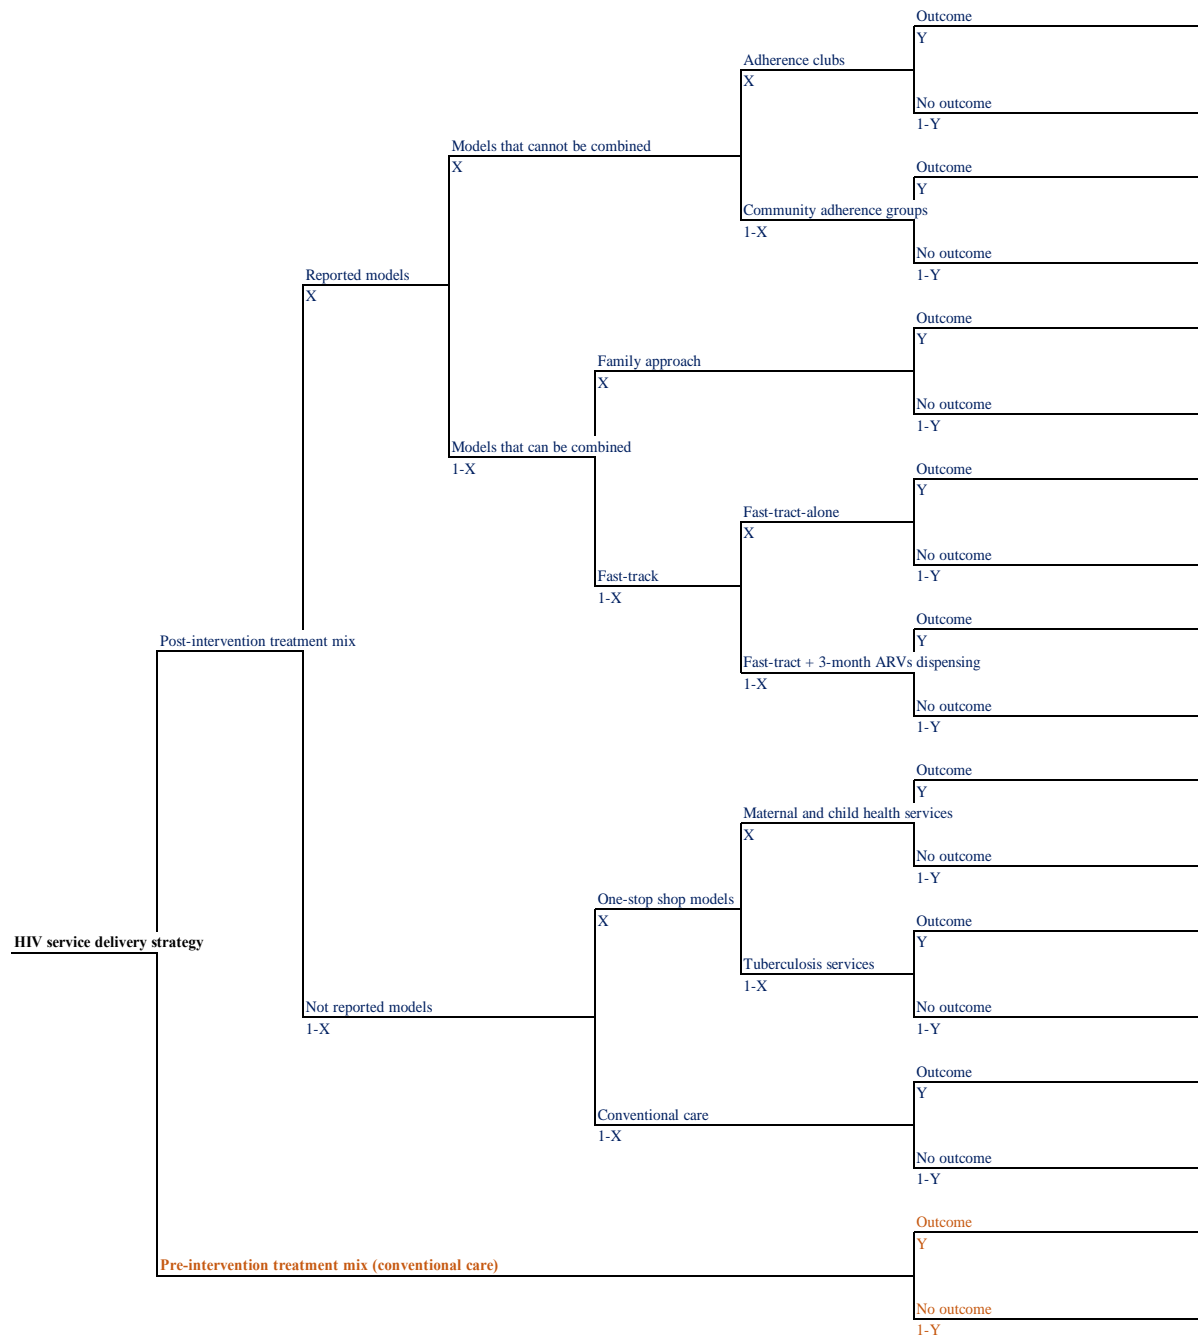 Outcome
Y
Adherence clubs
X
No outcome
1-Y
Models that cannot be combined
X
Outcome
Y
Community adherence groups
1-X
No outcome
1-Y
Reported models
X
Outcome
Y
Family approach
X
No outcome
1-Y
Models that can be combined
1-X
Outcome
Y
Fast-tract-alone
X
No outcome
1-Y
Fast-track
1-X
Outcome
Y
Post-intervention treatment mix
Fast-tract + 3-month ARVs dispensing
1-X
No outcome
1-Y
Outcome
Y
Maternal and child health services
X
No outcome
1-Y
One-stop shop models
X
Outcome
Y
HIV service delivery strategy
Tuberculosis services
1-X
No outcome
1-Y
Not reported models
1-X
Outcome
Y
Conventional care
1-X
No outcome
1-Y
Outcome
Y
Pre-intervention treatment mix (conventional care)
No outcome
1-Y